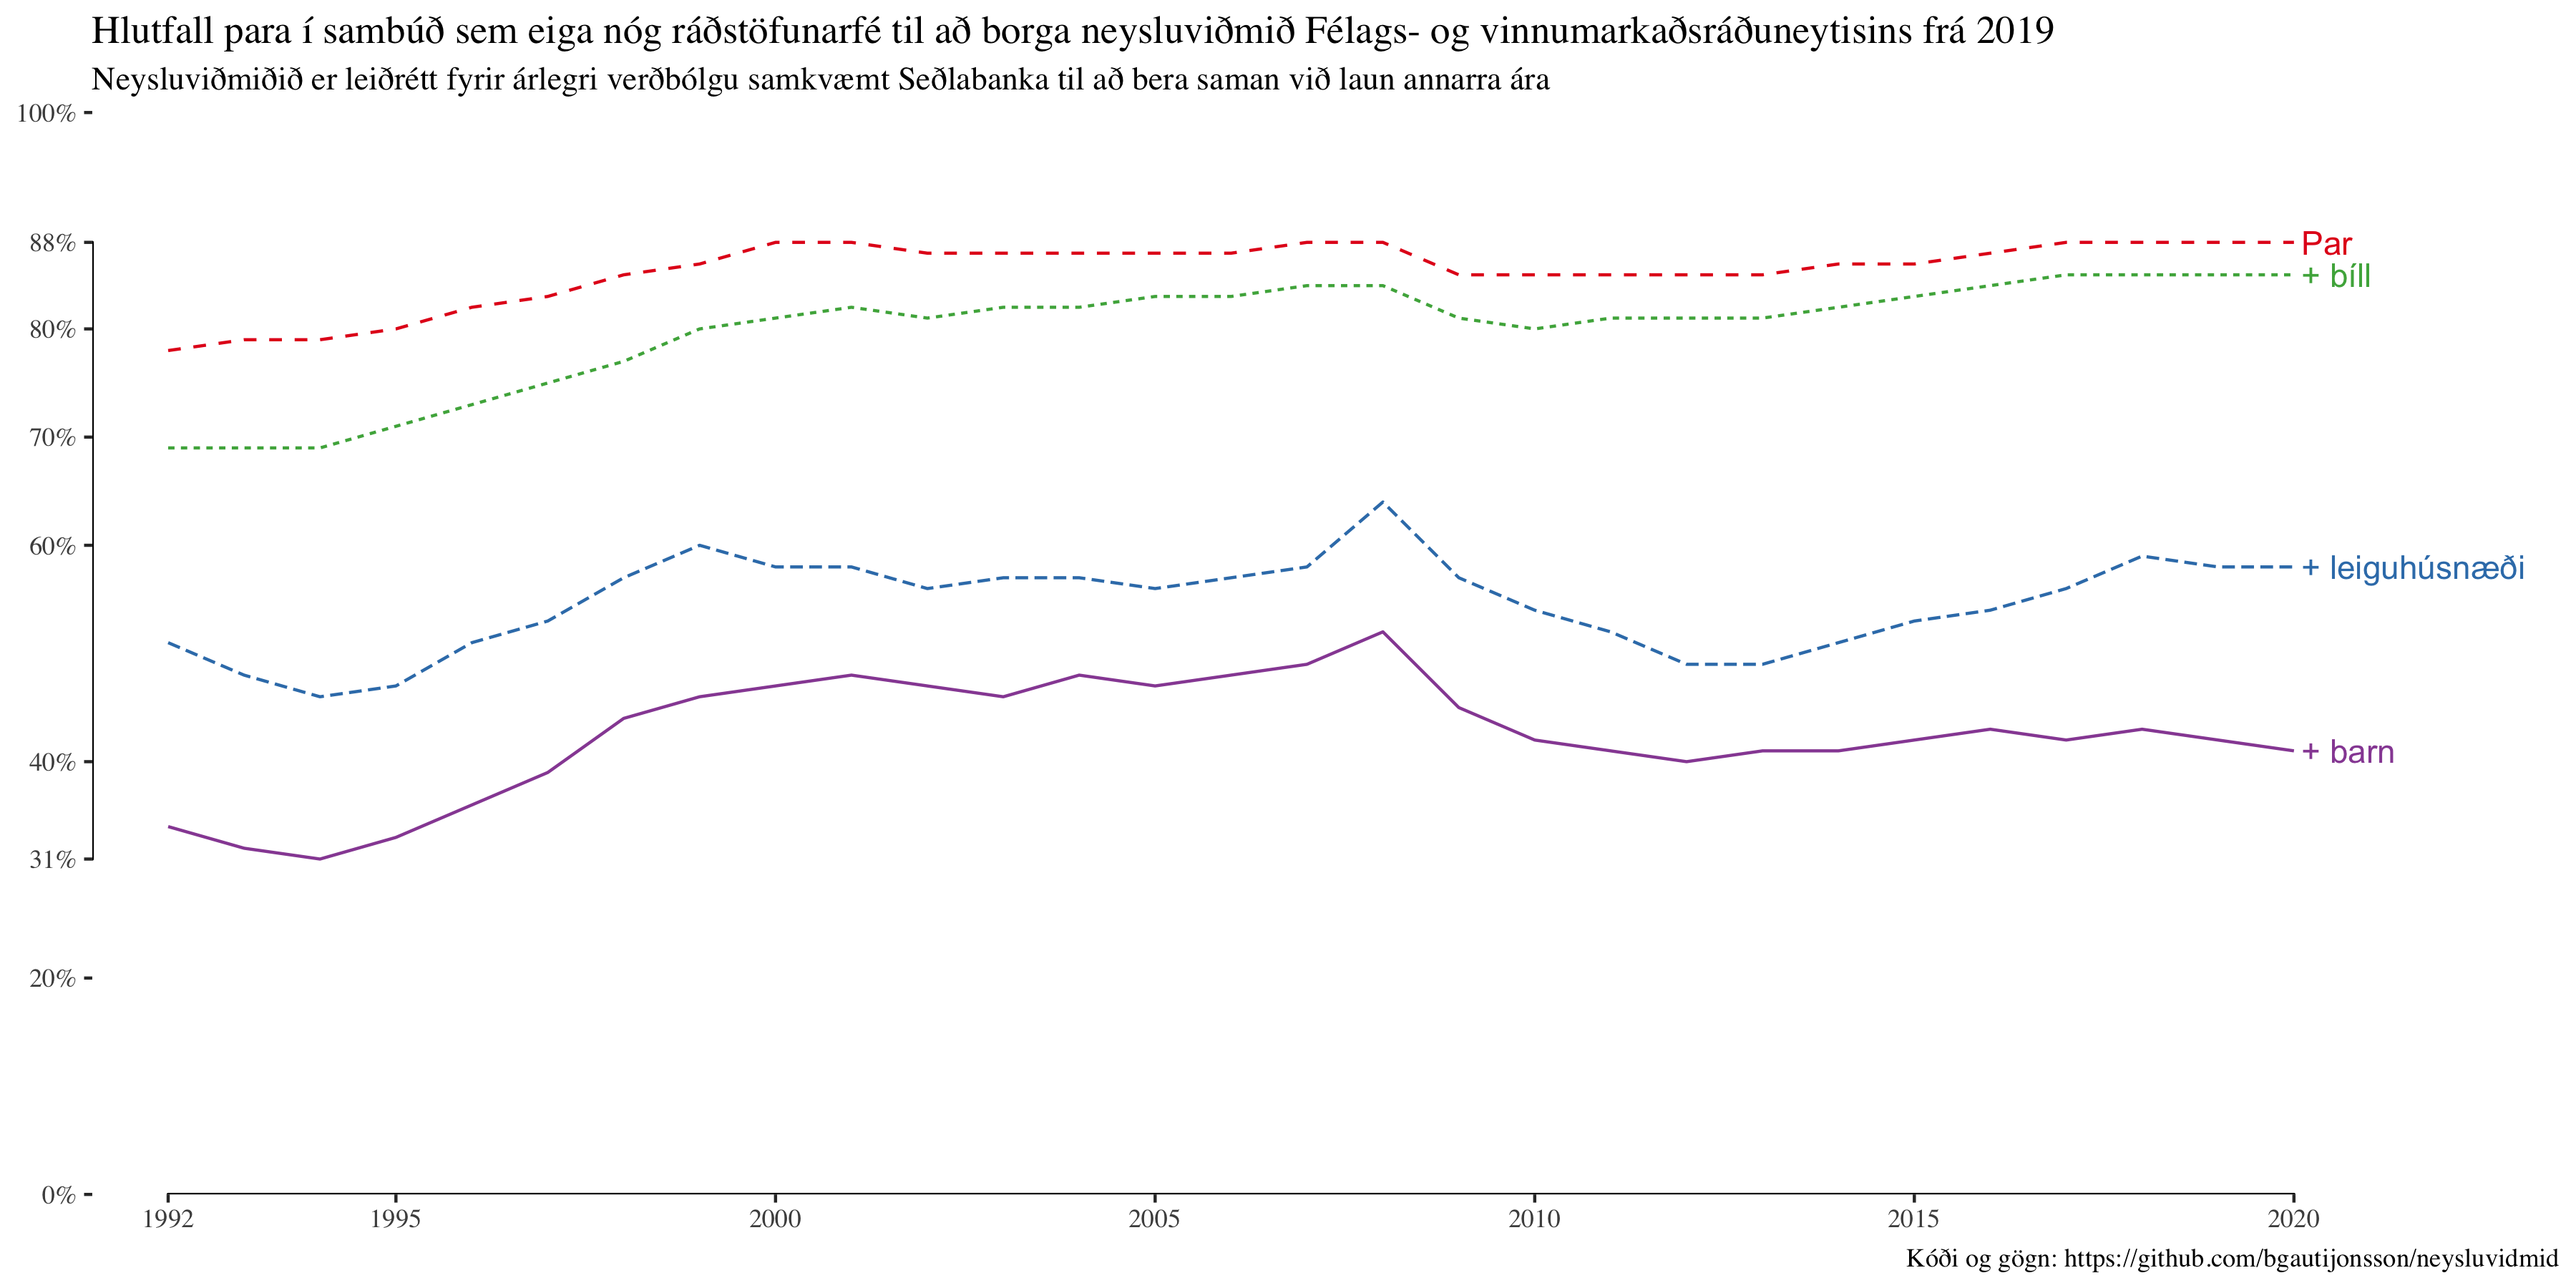 Hlutfall para í sambúð sem eiga nóg ráðstöfunarfé til að borga neysluviðmið Félags- og vinnumarkaðsráðuneytisins frá 2019
Neysluviðmiðið er leiðrétt fyrir árlegri verðbólgu samkvæmt Seðlabanka til að bera saman við laun annarra ára
100%
88%
80%
70%
60%
40%
31%
20%
0%
Par
+ bíll
+ leiguhúsnæði
+ barn
1992 1995 2000 2005 2010 2015 2020
Kóði og gögn: https://github.com/bgautijonsson/neysluvidmid